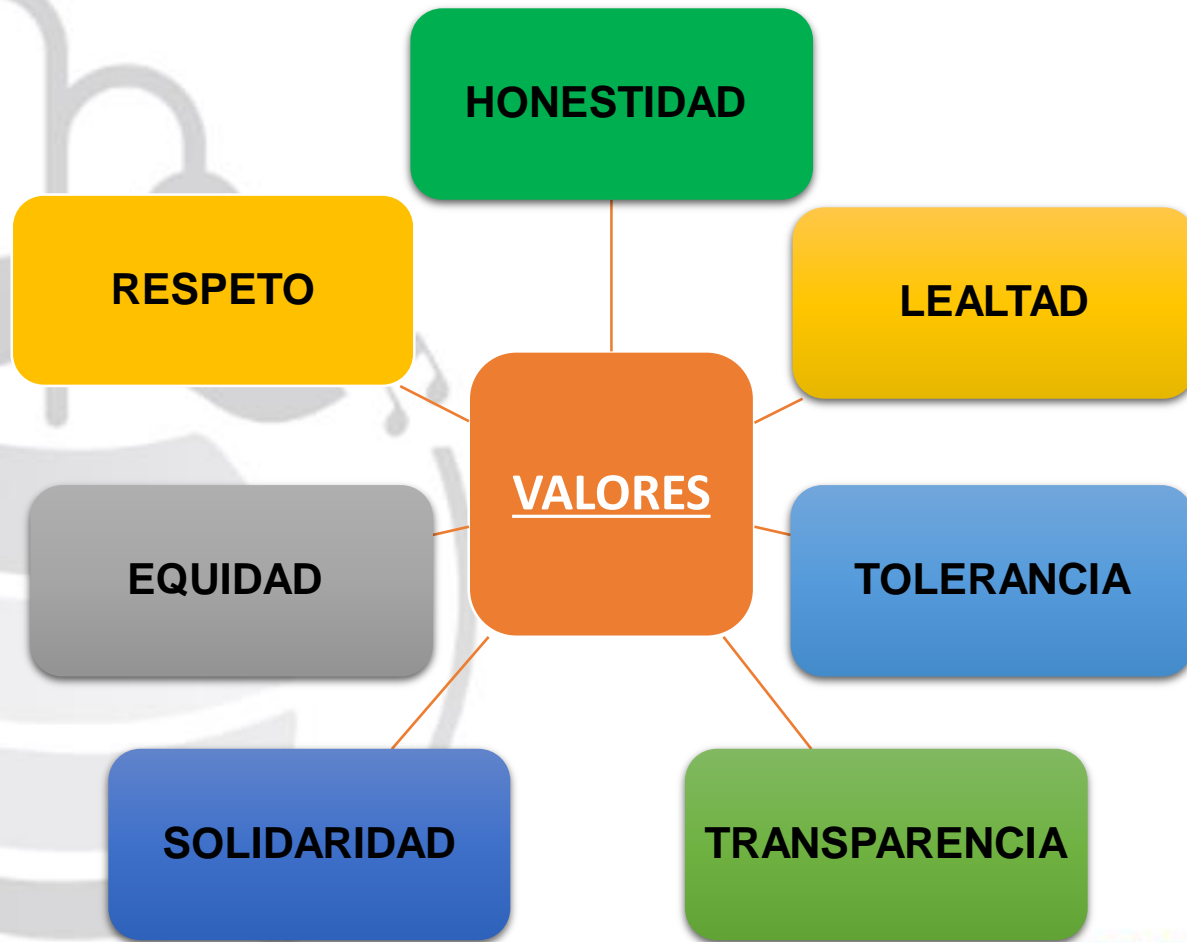 HONESTIDAD
RESPETO
LEALTAD
VALORES
EQUIDAD
TOLERANCIA
SOLIDARIDAD
TRANSPARENCIA